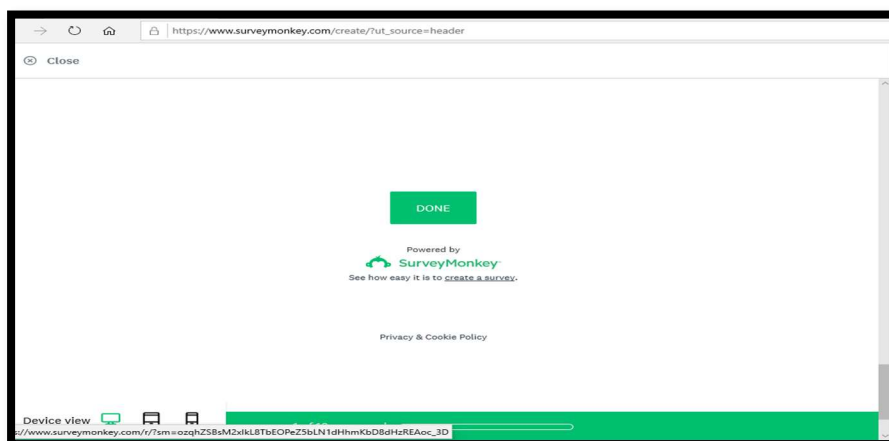 https://www.surveymonkey.com/create/?ut_source=header
Close
DONE
Powered by
SurveyMonkey
See how easy it is to create a survey.
Privacy & Cookie Policy
Device view
s://www.surveymonkey.com/r/?sm=ozqhZSBsM2xIkL8TbEOPeZ5bLN1dHhmKbD8dHzREAoc_3D